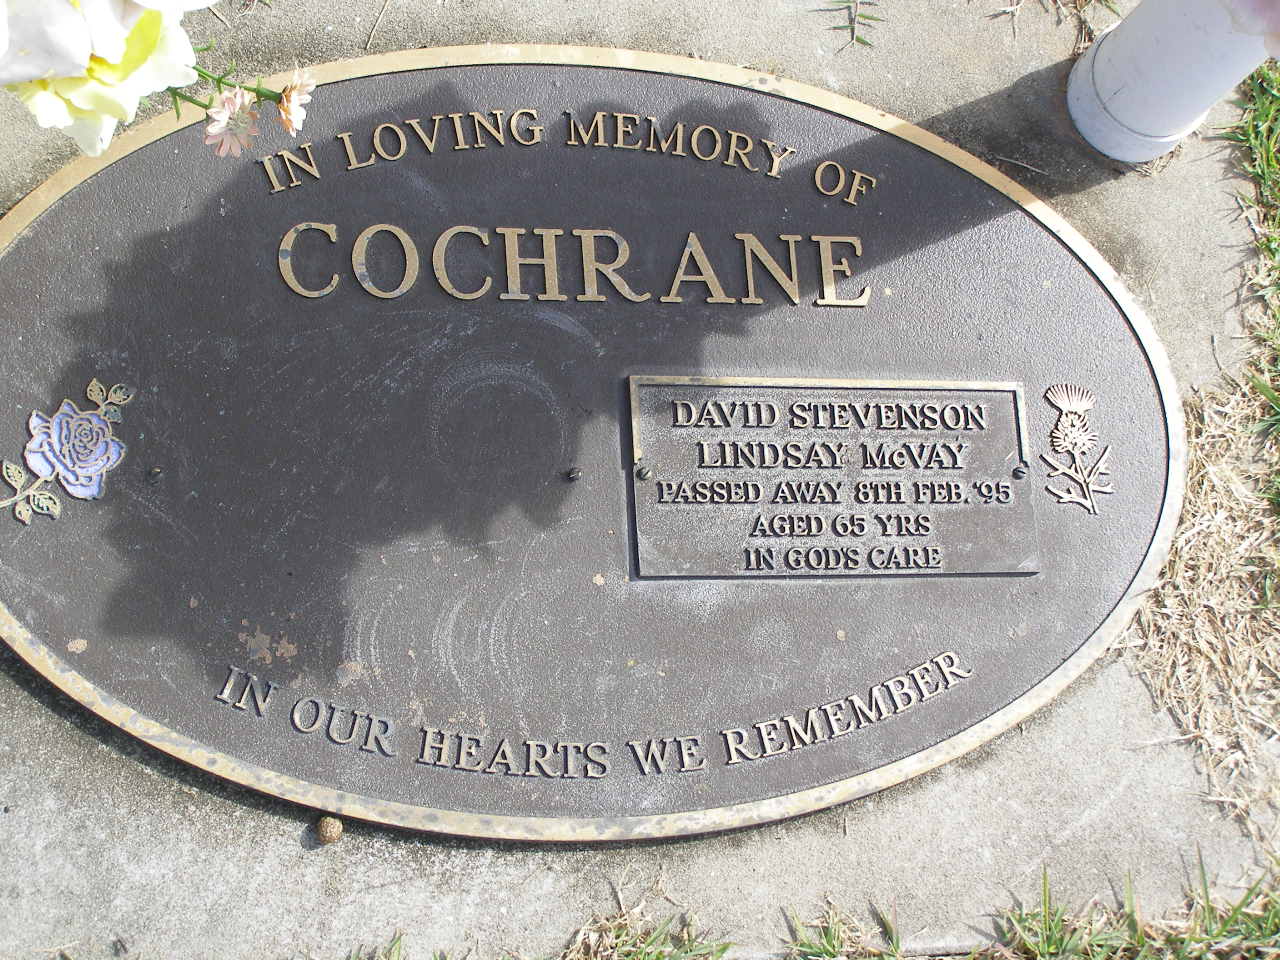 IN LOVING MEMORY OF
COCHRANE
DAVID STEVENSON
LINDSAY McVAY
PASSED AWAY 8TH FEB. '95
AGED 65 YRS
IN GOD'S CARE
IN OUR HEARTS WE REMEMBER